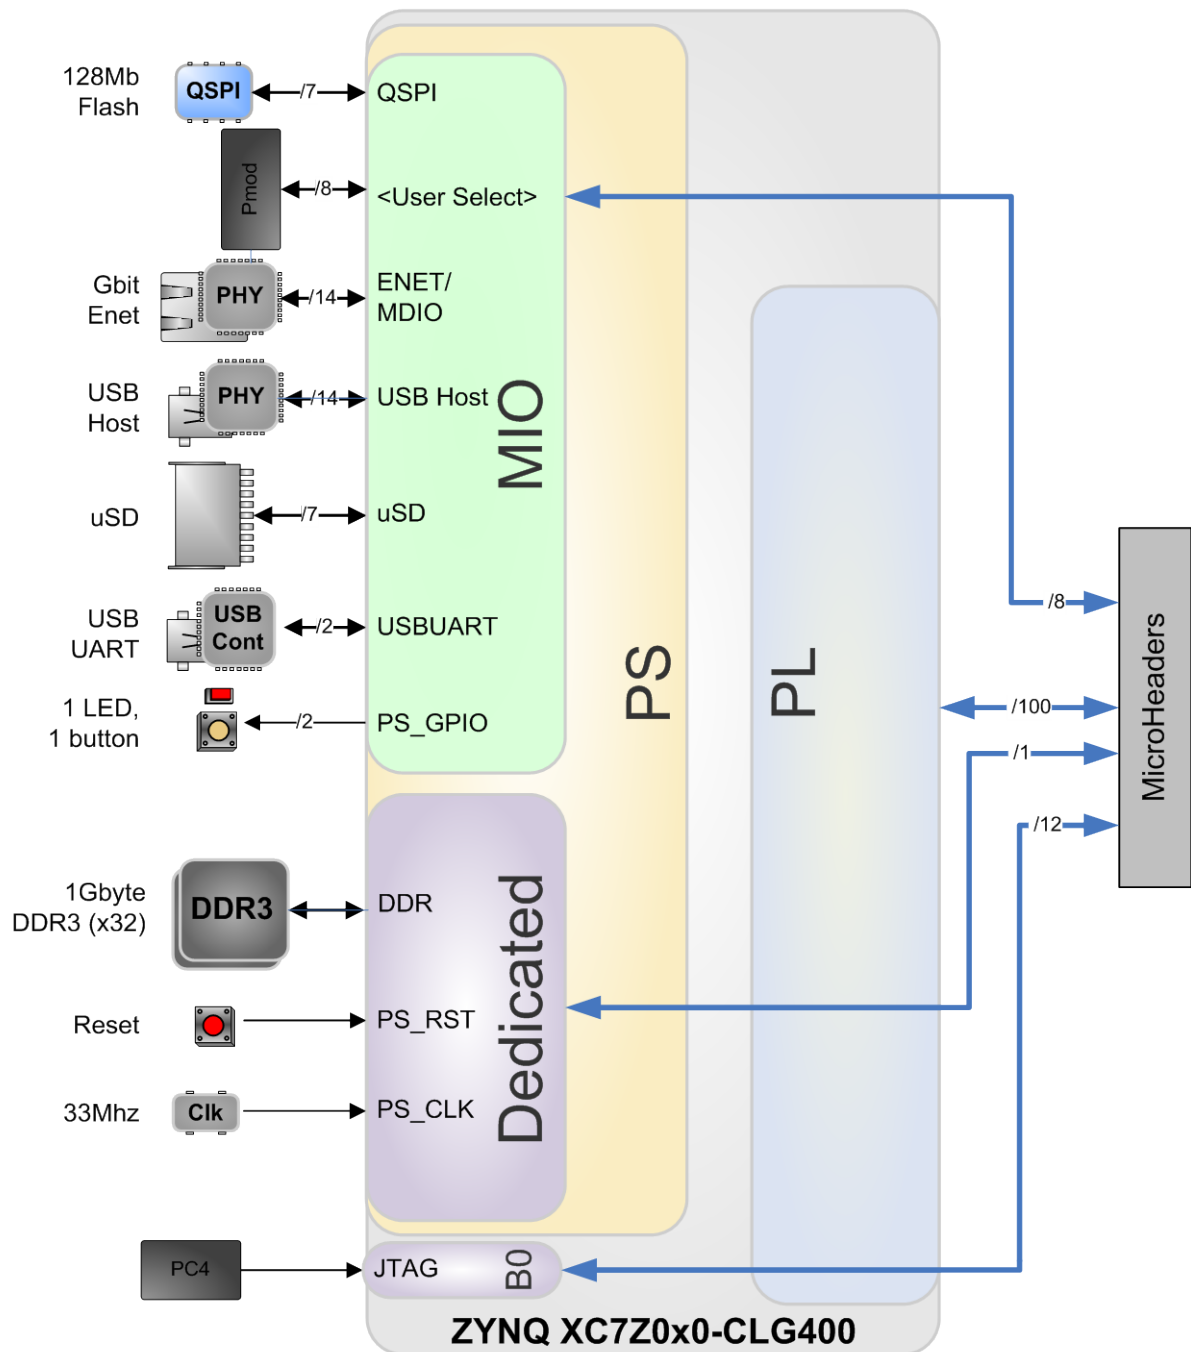 128Mb
Flash
QSPI
/7
QSPI
Pmod
/8
<User Select>
Gbit
Enet
PHY
/14
ENET/
MDIO
USB
Host
PHY
/14
USB Host
MIO
uSD
/7
uSD
USB
UART
USB
Cont
/2
USBUART
1 LED,
1 button
/2
PS_GPIO
PS
PL
/8
/100
/1
/12
MicroHeaders
1Gbyte
DDR3 (x32)
DDR3
DDR
Dedicated
Reset
PS_RST
33Mhz
Clk
PS_CLK
PC4
JTAG
B0
ZYNQ XC7Z0x0-CLG400